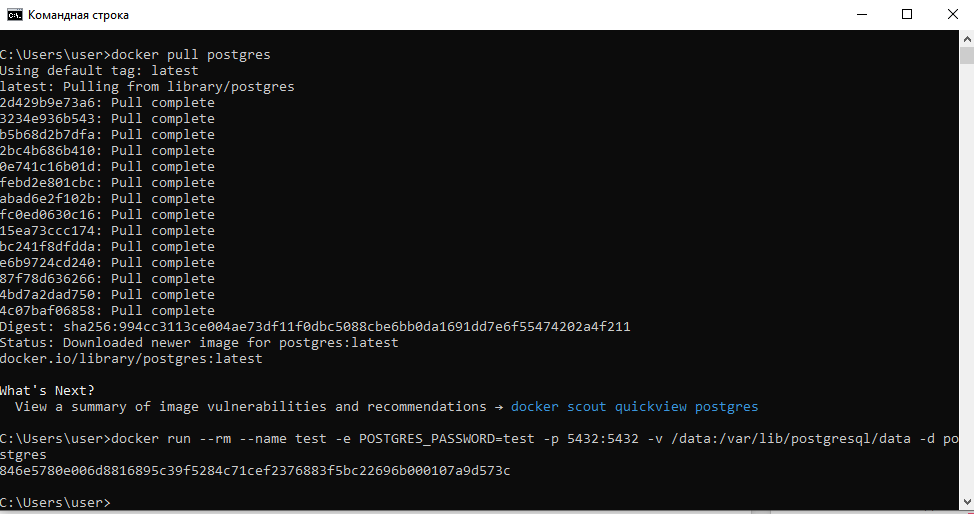 Командная строка
C:\Users\user>docker pull postgres
Using default tag: latest
latest: Pulling from library/postgres
2d429b9e73a6: Pull complete
3234e936b543: Pull complete
b5b68d2b7dfa: Pull complete
2bc4b686b410: Pull complete
0e741c16b01d: Pull complete
febd2e801cbc: Pull complete
abad6e2f102b: Pull complete
fc0ed0630c16: Pull complete
15ea73ccc174: Pull complete
bc241f8dfdda: Pull complete
e6b9724cd240: Pull complete
87f78d636266: Pull complete
4bd7a2dad750: Pull complete
4c07baf06858: Pull complete
Digest: sha256:994cc3113ce004ae73df11f0dbc5088cbe6bb0da1691dd7e6f55474202a4f211
Status: Downloaded newer image for postgres:latest
docker.io/library/postgres:latest
What's Next?
View a summary of image vulnerabilities and recommendations → docker scout quickview postgres
C:\Users\user>docker run --rm --name test -e POSTGRES_PASSWORD=test -p 5432:5432 -v /data:/var/lib/postgresql/data -d po
stgres
846e5780e006d8816895c39f5284c71cef2376883f5bc22696b000107a9d573c
C:\Users\user>